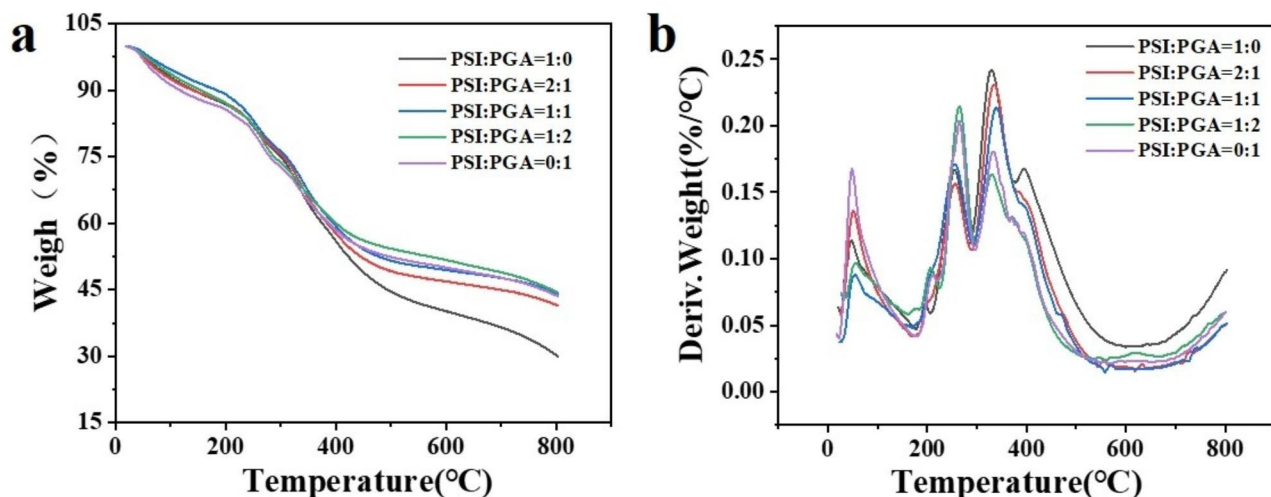 a
105
90
75
60
45
30
15
Weigh（%）
0
200
400
600
800
Temperature(°C)
PSI:PGA=1:0
PSI:PGA=2:1
PSI:PGA=1:1
PSI:PGA=1:2
PSI:PGA=0:1
b
0.25
0.20
0.15
0.10
0.05
0.00
Deriv.Weight(%/°C)
0
200
400
600
800
Temperature(°C)
PSI:PGA=1:0
PSI:PGA=2:1
PSI:PGA=1:1
PSI:PGA=1:2
PSI:PGA=0:1